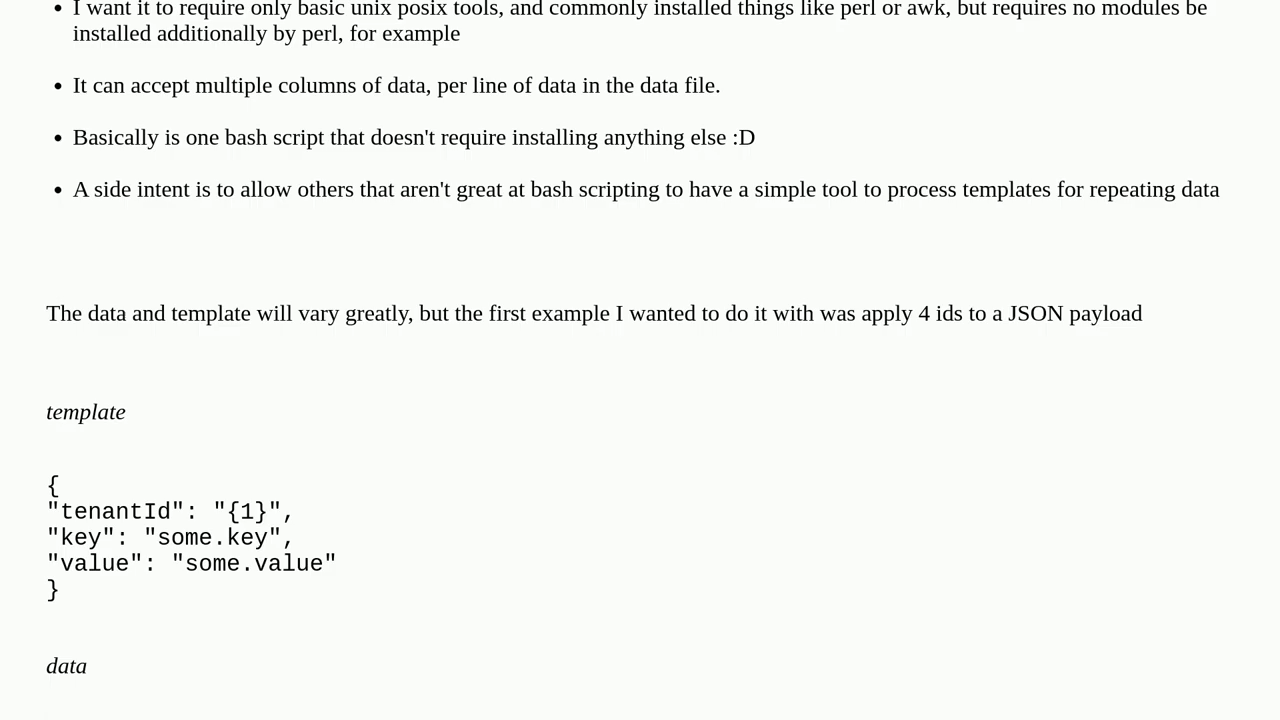 • I want it to require only basic unix posix tools, and commonly installed things like perl or awk, but requires no modules be
installed additionally by perl, for example
• It can accept multiple columns of data, per line of data in the data file.
• Basically is one bash script that doesn't require installing anything else :D
• A side intent is to allow others that aren't great at bash scripting to have a simple tool to process templates for repeating data
The data and template will vary greatly, but the first example I wanted to do it with was apply 4 ids to a JSON payload
template
{
"tenantId": "{1}",
"key": "some.key",
"value": "some.value"
}
data